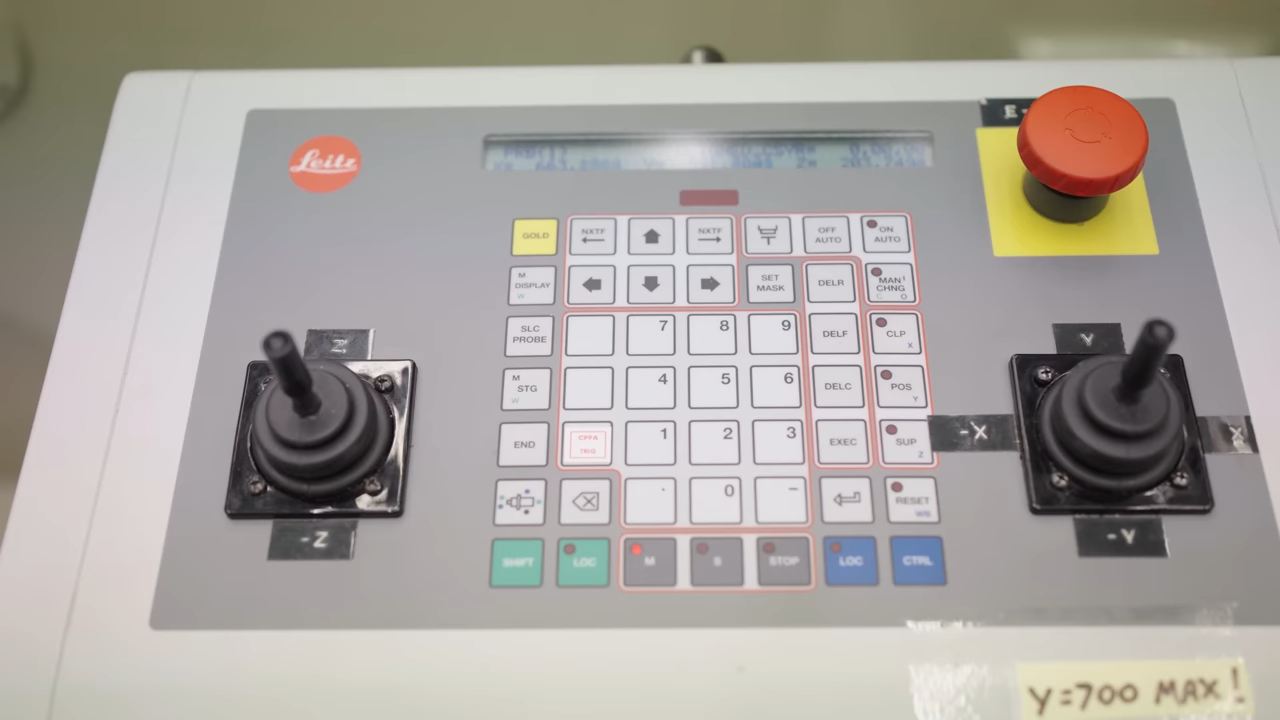 Leitz
GOLD
NXTF
NXTF
OFF
AUTO
ON
AUTO
M
DISPLAY
W
SET
MASK
DELR
MAN
CHNG
C
O
SLC
PROBE
7
8
9
DELF
CLP
X
M
STG
W
4
5
6
DELC
POS
Y
END
CPFA
TRIG
1
2
3
EXEC
SUP
Z
.
0
-
RESET
SHIFT
LOC
M
S
STOP
LOC
CTRL
Z
-Z
Y
-X
X
-Y
Y=700 MAX!